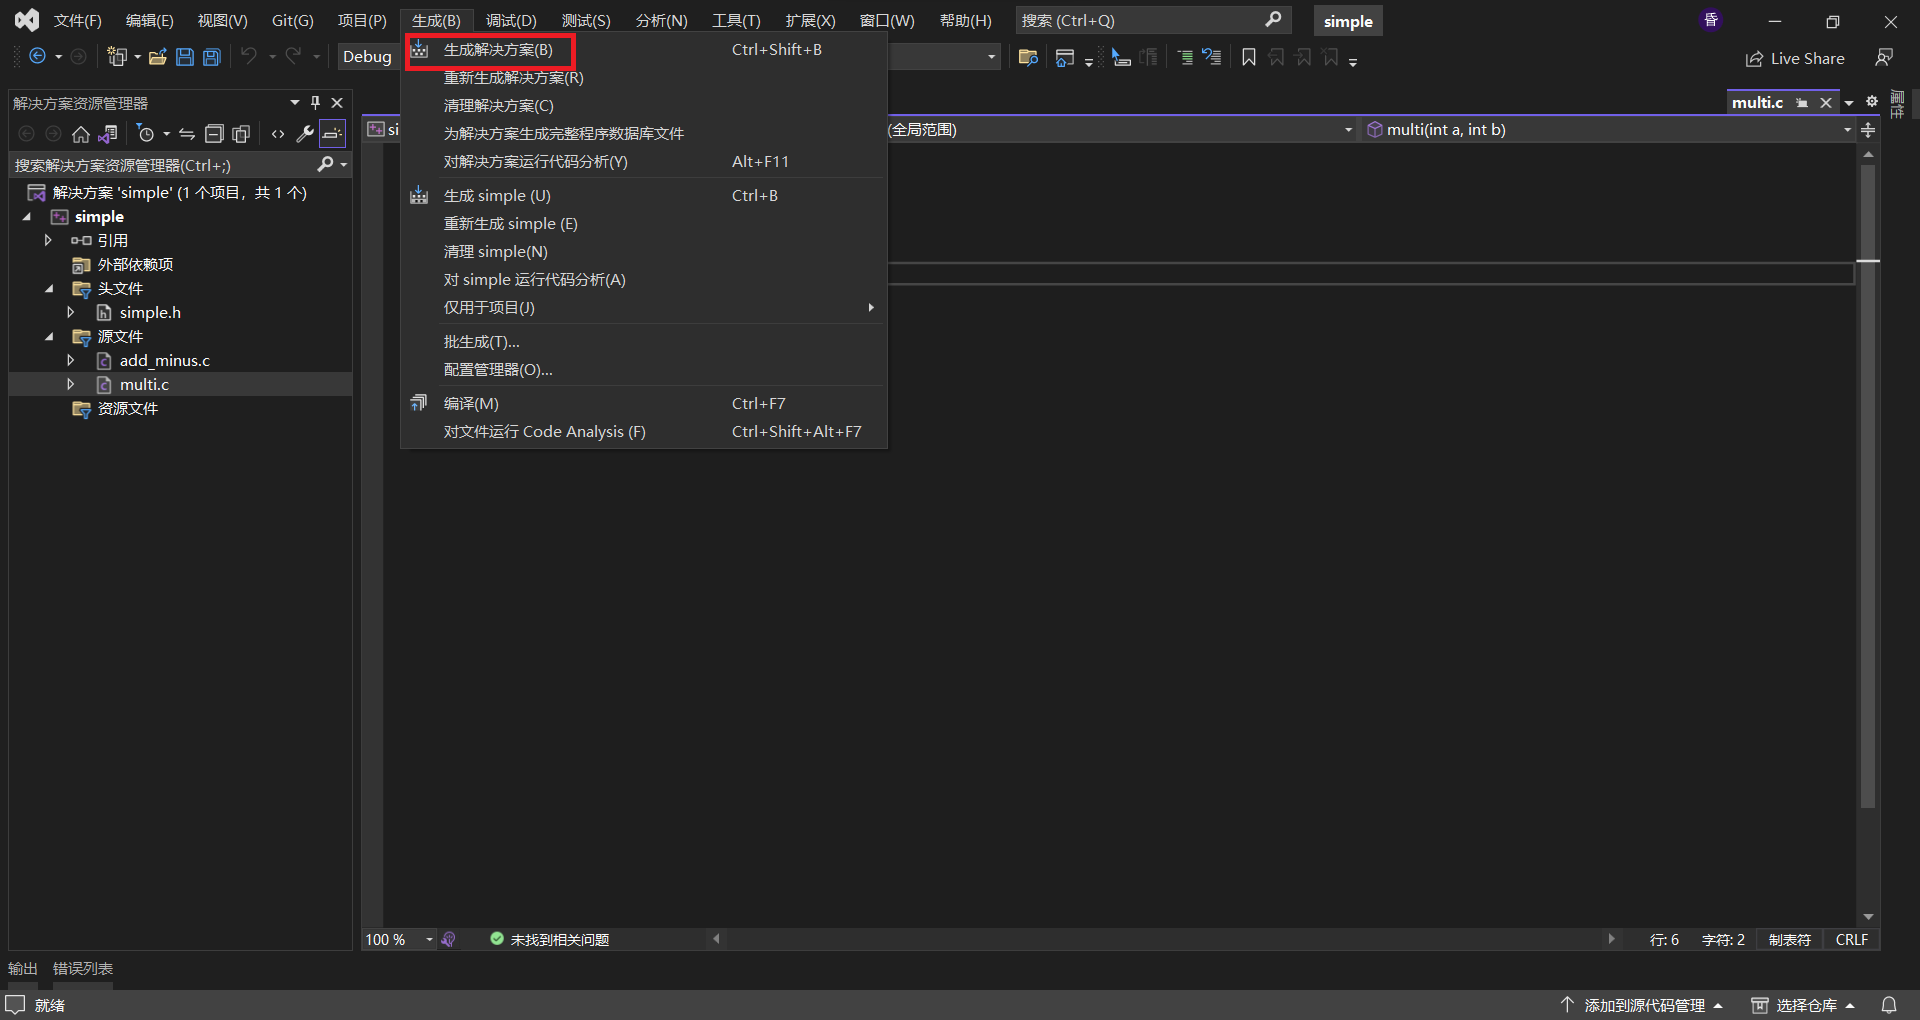 文件(F) 编辑(E) 视图(V) Git(G) 项目(P) 生成(B) 调试(D) 测试(S) 分析(N) 工具(T) 扩展(X) 窗口(W) 帮助(H) 搜索 (Ctrl+Q) simple 昏
Debug
Live Share
生成解决方案(B) Ctrl+Shift+B
重新生成解决方案(R)
清理解决方案(C)
为解决方案生成完整程序数据库文件
对解决方案运行代码分析(Y) Alt+F11
生成 simple (U) Ctrl+B
重新生成 simple (E)
清理 simple(N)
对 simple 运行代码分析(A)
仅用于项目(J)
批生成(T)...
配置管理器(O)...
编译(M) Ctrl+F7
对文件运行 Code Analysis (F) Ctrl+Shift+Alt+F7
解决方案资源管理器
搜索解决方案资源管理器(Ctrl+;)
解决方案 'simple' (1 个项目，共 1 个)
simple
引用
外部依赖项
头文件
simple.h
源文件
add_minus.c
multi.c
资源文件
multi.c
属性
si
(全局范围)
multi(int a, int b)
100 %
未找到相关问题
行: 6 字符: 2 制表符 CRLF
输出 错误列表
就绪
添加到源代码管理
选择仓库